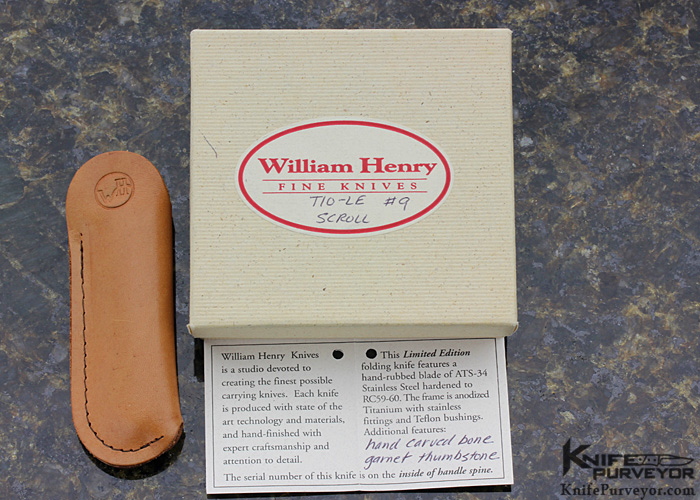 William Henry
FINE KNIVES
T10-LE #9
SCROLL
William Henry Knives
is a studio devoted to
creating the finest possible
carrying knives. Each knife
is produced with state of the
art technology and materials,
and hand-finished with
expert craftsmanship and
attention to detail.
This Limited Edition
folding knife features a
hand-rubbed blade of ATS-34
Stainless Steel hardened to
RC59-60. The frame is anodized
Titanium with stainless
fittings and Teflon bushings.
Additional features:
hand carved bone
garnet thumbstone
The serial number of this knife is on the inside of handle spine.
KNIFE
PURVEYOR
KnifePurveyor.com